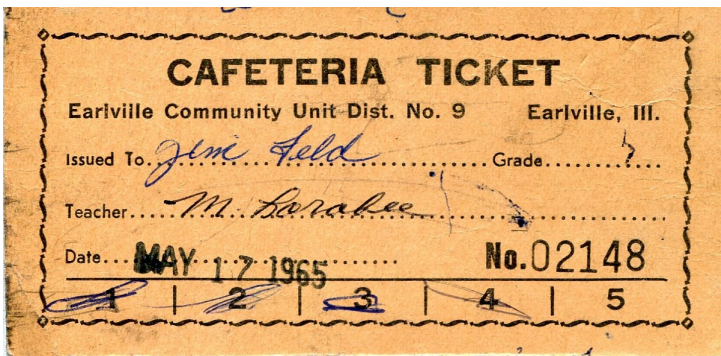 CAFETERIA TICKET
Earlville Community Unit Dist. No. 9 Earlville, Ill.
Issued To...Jim Feld...Grade...
Teacher...M. Larabee...
Date...MAY 17 1965... No.02148
1 | 2 | 3 | 4 | 5